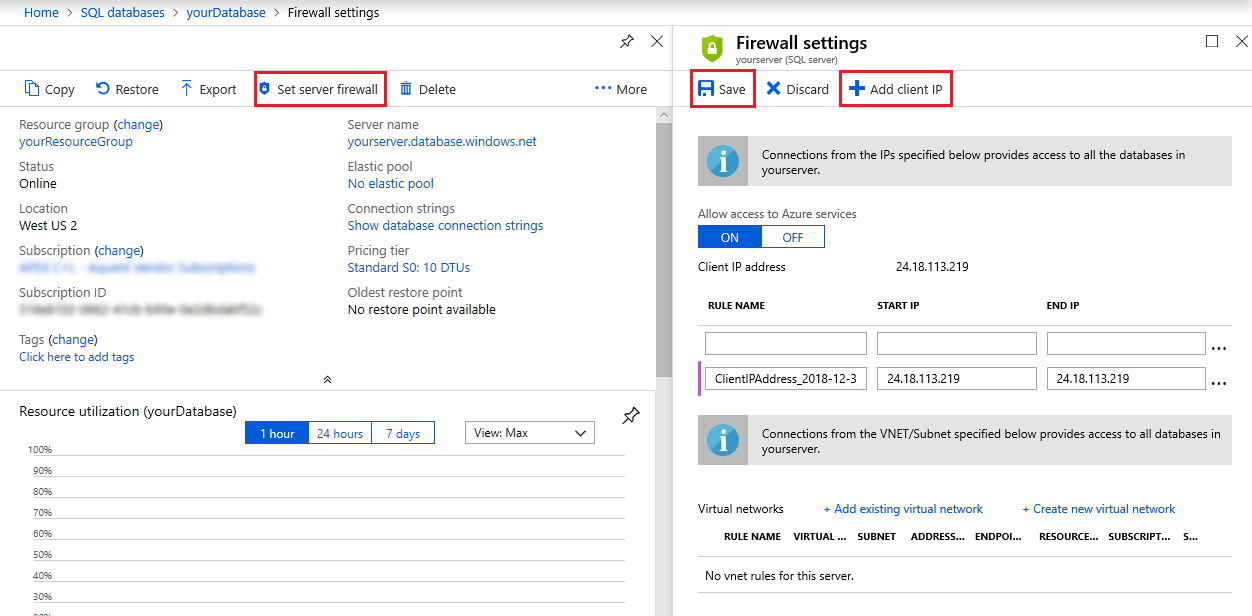 Home > SQL databases > yourDatabase > Firewall settings
Copy Restore Export Set server firewall Delete ··· More
Resource group (change)
yourResourceGroup
Status
Online
Location
West US 2
Subscription (change)
Subscription ID
Tags (change)
Click here to add tags
Server name
yourserver.database.windows.net
Elastic pool
No elastic pool
Connection strings
Show database connection strings
Pricing tier
Standard S0: 10 DTUs
Oldest restore point
No restore point available
Resource utilization (yourDatabase)
1 hour 24 hours 7 days View: Max
100%
90%
80%
70%
60%
50%
40%
30%
Firewall settings
yourserver (SQL server)
Save Discard Add client IP
Connections from the IPs specified below provides access to all the databases in
yourserver.
Allow access to Azure services
ON OFF
Client IP address 24.18.113.219
RULE NAME START IP END IP
...
ClientIPAddress_2018-12-3 24.18.113.219 24.18.113.219 ...
Connections from the VNET/Subnet specified below provides access to all databases in
yourserver.
Virtual networks + Add existing virtual network + Create new virtual network
RULE NAME VIRTUAL ... SUBNET ADDRESS... ENDPOI... RESOURCE... SUBSCRIPT... S...
No vnet rules for this server.